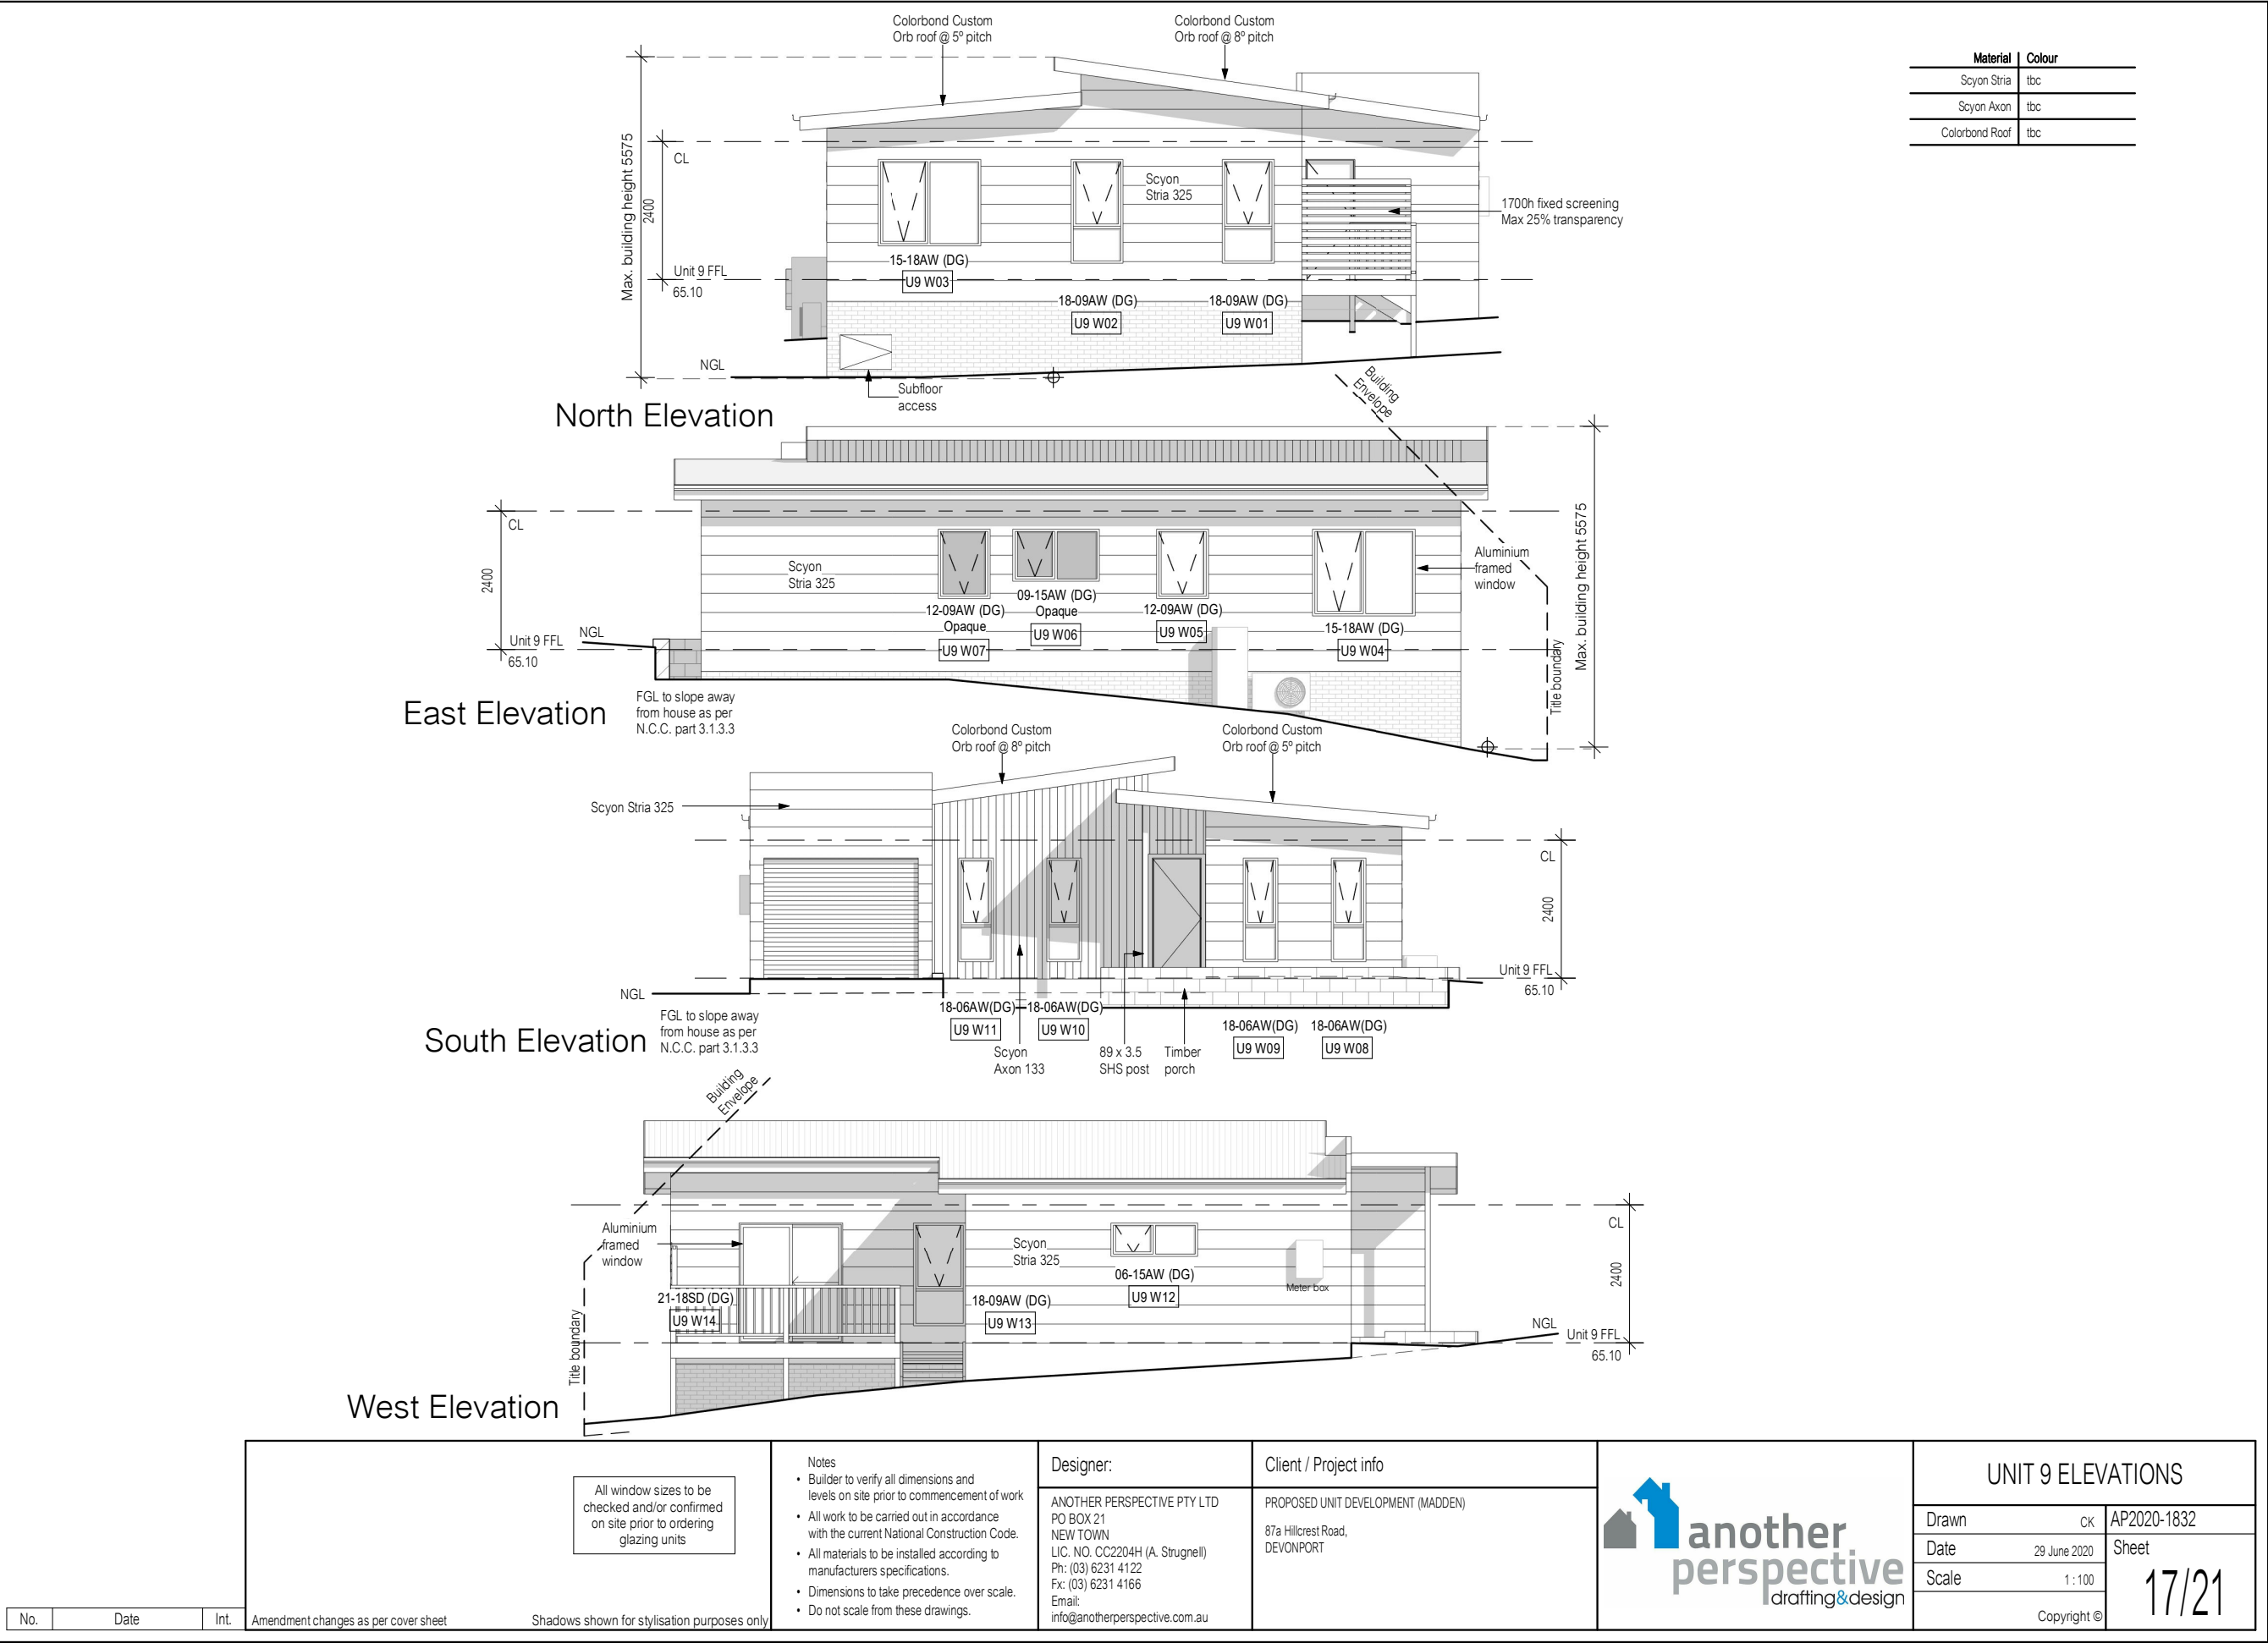 Colorbond Custom
Orb roof @ 5º pitch
Colorbond Custom
Orb roof @ 8º pitch
Material Colour
Scyon Stria tbc
Scyon Axon tbc
Colorbond Roof tbc
Max. building height 5575
2400
CL
Scyon
Stria 325
1700h fixed screening
Max 25% transparency
15-18AW (DG)
U9 W03
Unit 9 FFL
65.10
18-09AW (DG)
U9 W02
18-09AW (DG)
U9 W01
NGL
Subfloor
access
North Elevation
Building
Envelope
CL
2400
Max. building height 5575
Scyon
Stria 325
Aluminium
framed
window
12-09AW (DG)
Opaque
U9 W07
09-15AW (DG)
Opaque
U9 W06
12-09AW (DG)
U9 W05
15-18AW (DG)
U9 W04
NGL
Unit 9 FFL
65.10
Title boundary
East Elevation
FGL to slope away
from house as per
N.C.C. part 3.1.3.3
Colorbond Custom
Orb roof @ 8º pitch
Colorbond Custom
Orb roof @ 5º pitch
Scyon Stria 325
CL
2400
Unit 9 FFL
65.10
NGL
FGL to slope away
from house as per
N.C.C. part 3.1.3.3
18-06AW(DG)
U9 W11
18-06AW(DG)
U9 W10
18-06AW(DG)
U9 W09
18-06AW(DG)
U9 W08
Scyon
Axon 133
89 x 3.5
SHS post
Timber
porch
South Elevation
Building
Envelope
Aluminium
framed
window
Scyon
Stria 325
CL
2400
06-15AW (DG)
U9 W12
Meter box
21-18SD (DG)
U9 W14
18-09AW (DG)
U9 W13
NGL
Unit 9 FFL
65.10
Title boundary
West Elevation
No. Date Int.
Amendment changes as per cover sheet
All window sizes to be
checked and/or confirmed
on site prior to ordering
glazing units
Shadows shown for stylisation purposes only
Notes
• Builder to verify all dimensions and
levels on site prior to commencement of work
• All work to be carried out in accordance
with the current National Construction Code.
• All materials to be installed according to
manufacturers specifications.
• Dimensions to take precedence over scale.
• Do not scale from these drawings.
Designer:
ANOTHER PERSPECTIVE PTY LTD
PO BOX 21
NEW TOWN
LIC. NO. CC2204H (A. Strugnell)
Ph: (03) 6231 4122
Fx: (03) 6231 4166
Email:
info@anotherperspective.com.au
Client / Project info
PROPOSED UNIT DEVELOPMENT (MADDEN)
87a Hillcrest Road,
DEVONPORT
another
perspective
drafting&design
UNIT 9 ELEVATIONS
Drawn CK
AP2020-1832
Date 29 June 2020
Sheet
Scale 1 : 100
17/21
Copyright ©